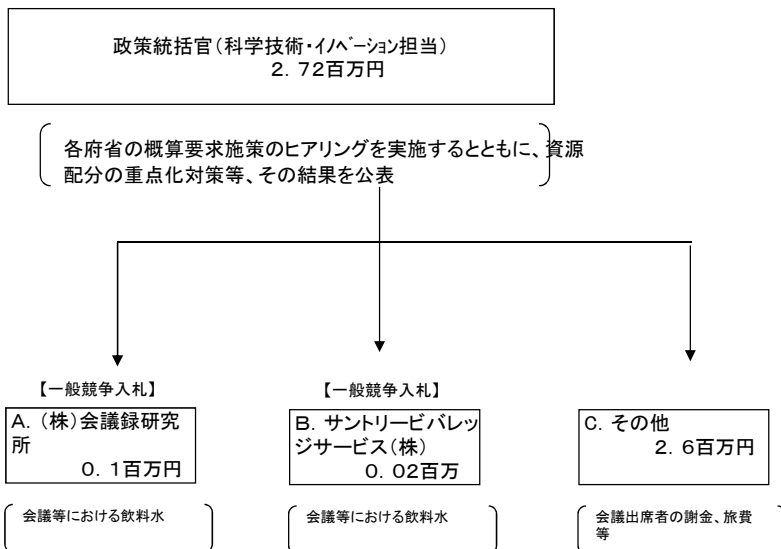 政策統括官(科学技術・イノベーション担当)
2.72百万円
各府省の概算要求施策のヒアリングを実施するとともに、資源
配分の重点化対策等、その結果を公表
【一般競争入札】
【一般競争入札】
A.(株)会議録研究
所
0.1百万円
B.サントリービバレッ
ジサービス(株)
0.02百万
C.その他
2.6百万円
会議等における飲料水
会議等における飲料水
会議出席者の謝金、旅費
等